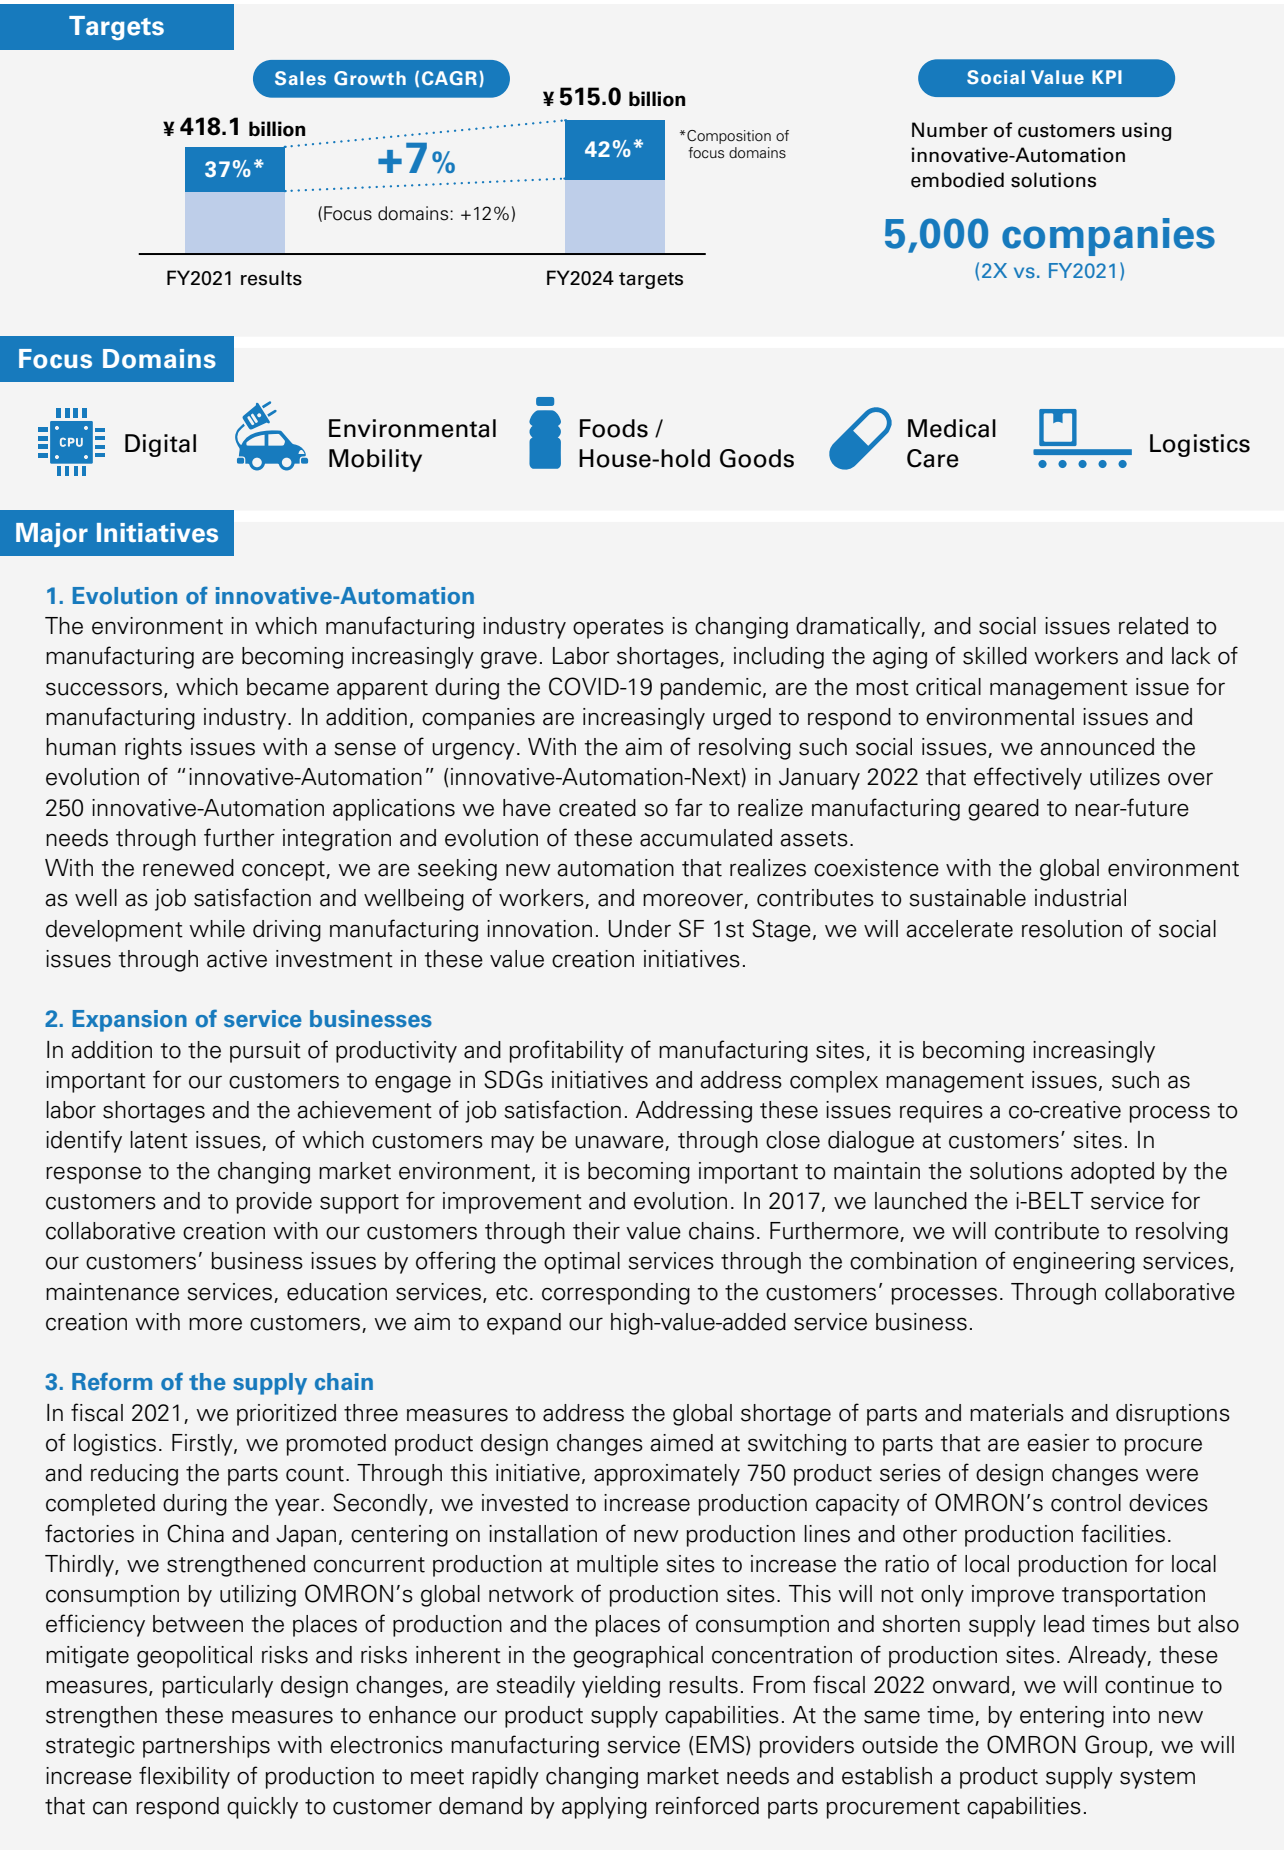 Targets
Sales Growth (CAGR)
Social Value KPI
¥ 418.1 billion
¥ 515.0 billion
37%*
+7%
42%*
*Composition of
focus domains
(Focus domains: +12%)
FY2021 results
FY2024 targets
Number of customers using
innovative-Automation
embodied solutions
5,000 companies
(2X vs. FY2021)
Focus Domains
CPU
Digital
Environmental
Mobility
Foods /
House-hold Goods
Medical
Care
Logistics
Major Initiatives
1. Evolution of innovative-Automation
The environment in which manufacturing industry operates is changing dramatically, and social issues related to
manufacturing are becoming increasingly grave. Labor shortages, including the aging of skilled workers and lack of
successors, which became apparent during the COVID-19 pandemic, are the most critical management issue for
manufacturing industry. In addition, companies are increasingly urged to respond to environmental issues and
human rights issues with a sense of urgency. With the aim of resolving such social issues, we announced the
evolution of “innovative-Automation” (innovative-Automation-Next) in January 2022 that effectively utilizes over
250 innovative-Automation applications we have created so far to realize manufacturing geared to near-future
needs through further integration and evolution of these accumulated assets.
With the renewed concept, we are seeking new automation that realizes coexistence with the global environment
as well as job satisfaction and wellbeing of workers, and moreover, contributes to sustainable industrial
development while driving manufacturing innovation. Under SF 1st Stage, we will accelerate resolution of social
issues through active investment in these value creation initiatives.
2. Expansion of service businesses
In addition to the pursuit of productivity and profitability of manufacturing sites, it is becoming increasingly
important for our customers to engage in SDGs initiatives and address complex management issues, such as
labor shortages and the achievement of job satisfaction. Addressing these issues requires a co-creative process to
identify latent issues, of which customers may be unaware, through close dialogue at customers’ sites. In
response to the changing market environment, it is becoming important to maintain the solutions adopted by the
customers and to provide support for improvement and evolution. In 2017, we launched the i-BELT service for
collaborative creation with our customers through their value chains. Furthermore, we will contribute to resolving
our customers’ business issues by offering the optimal services through the combination of engineering services,
maintenance services, education services, etc. corresponding to the customers’ processes. Through collaborative
creation with more customers, we aim to expand our high-value-added service business.
3. Reform of the supply chain
In fiscal 2021, we prioritized three measures to address the global shortage of parts and materials and disruptions
of logistics. Firstly, we promoted product design changes aimed at switching to parts that are easier to procure
and reducing the parts count. Through this initiative, approximately 750 product series of design changes were
completed during the year. Secondly, we invested to increase production capacity of OMRON’s control devices
factories in China and Japan, centering on installation of new production lines and other production facilities.
Thirdly, we strengthened concurrent production at multiple sites to increase the ratio of local production for local
consumption by utilizing OMRON’s global network of production sites. This will not only improve transportation
efficiency between the places of production and the places of consumption and shorten supply lead times but also
mitigate geopolitical risks and risks inherent in the geographical concentration of production sites. Already, these
measures, particularly design changes, are steadily yielding results. From fiscal 2022 onward, we will continue to
strengthen these measures to enhance our product supply capabilities. At the same time, by entering into new
strategic partnerships with electronics manufacturing service (EMS) providers outside the OMRON Group, we will
increase flexibility of production to meet rapidly changing market needs and establish a product supply system
that can respond quickly to customer demand by applying reinforced parts procurement capabilities.